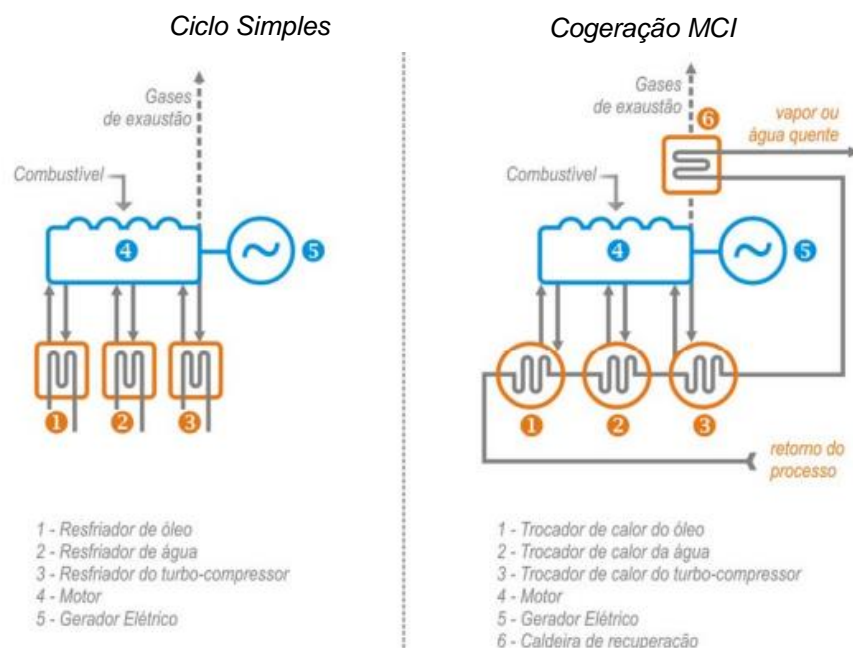 Ciclo Simples
Gases
de exaustão
Combustível
4
5
1
2
3
1 - Resfriador de óleo
2 - Resfriador de água
3 - Resfriador do turbo-compressor
4 - Motor
5 - Gerador Elétrico
Cogeração MCI
Gases
de exaustão
6
vapor ou
água quente
Combustível
4
5
1
2
3
retorno do
processo
1 - Trocador de calor do óleo
2 - Trocador de calor da água
3 - Trocador de calor do turbo-compressor
4 - Motor
5 - Gerador Elétrico
6 - Caldeira de recuperação